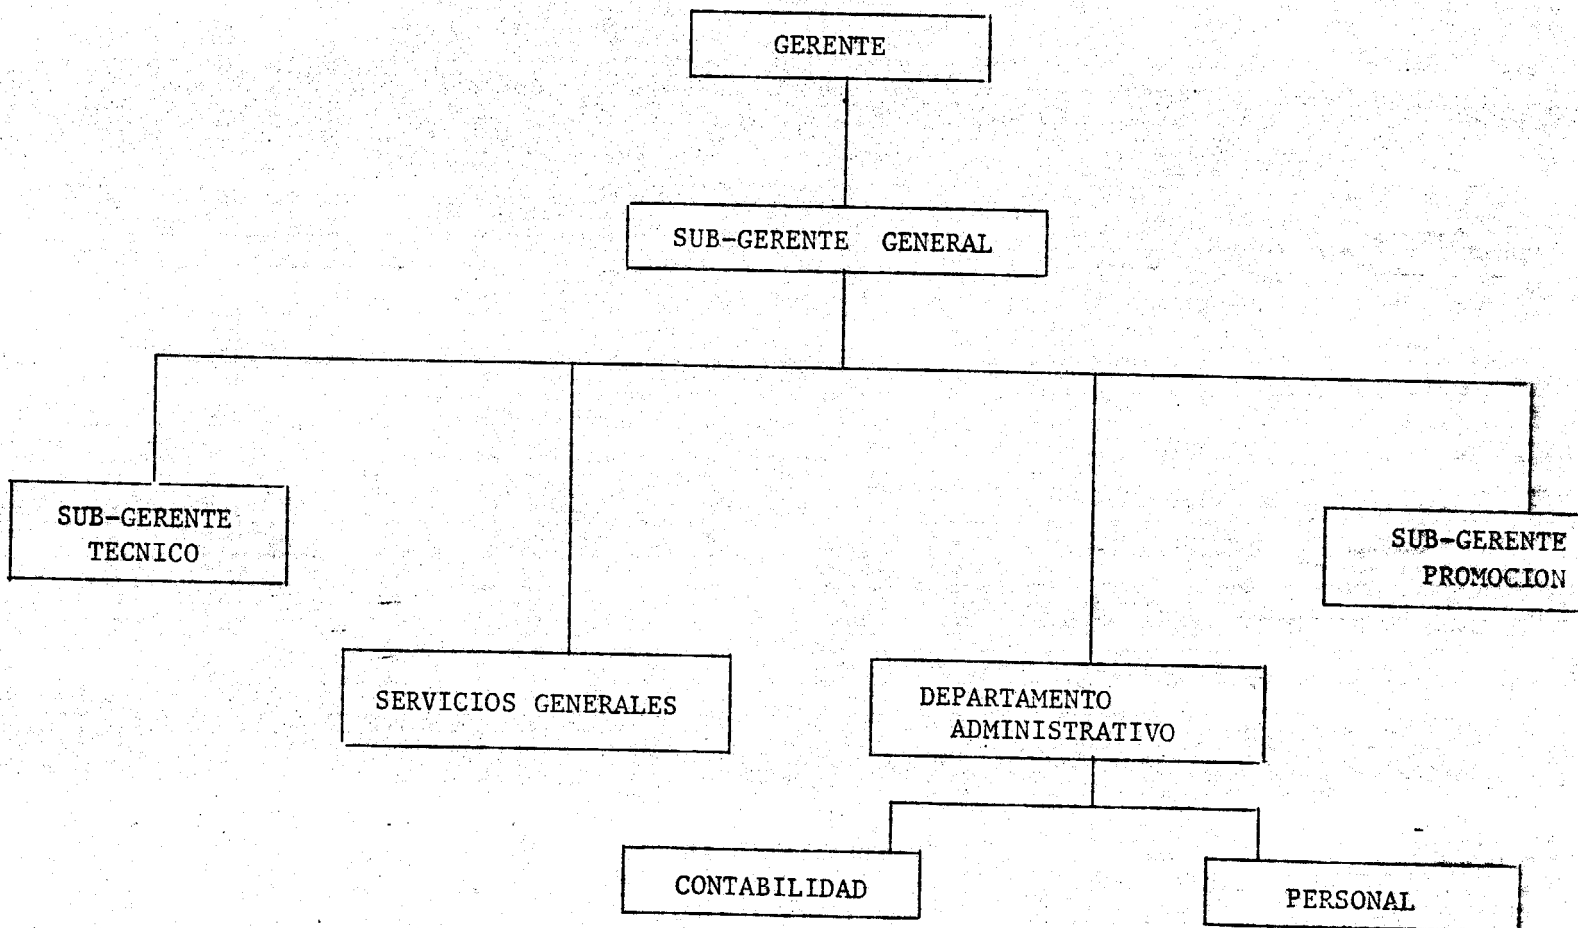 GERENTE
SUB-GERENTE GENERAL
SUB-GERENTE
TECNICO
SUB-GERENTE
PROMOCION
SERVICIOS GENERALES
DEPARTAMENTO
ADMINISTRATIVO
CONTABILIDAD
PERSONAL